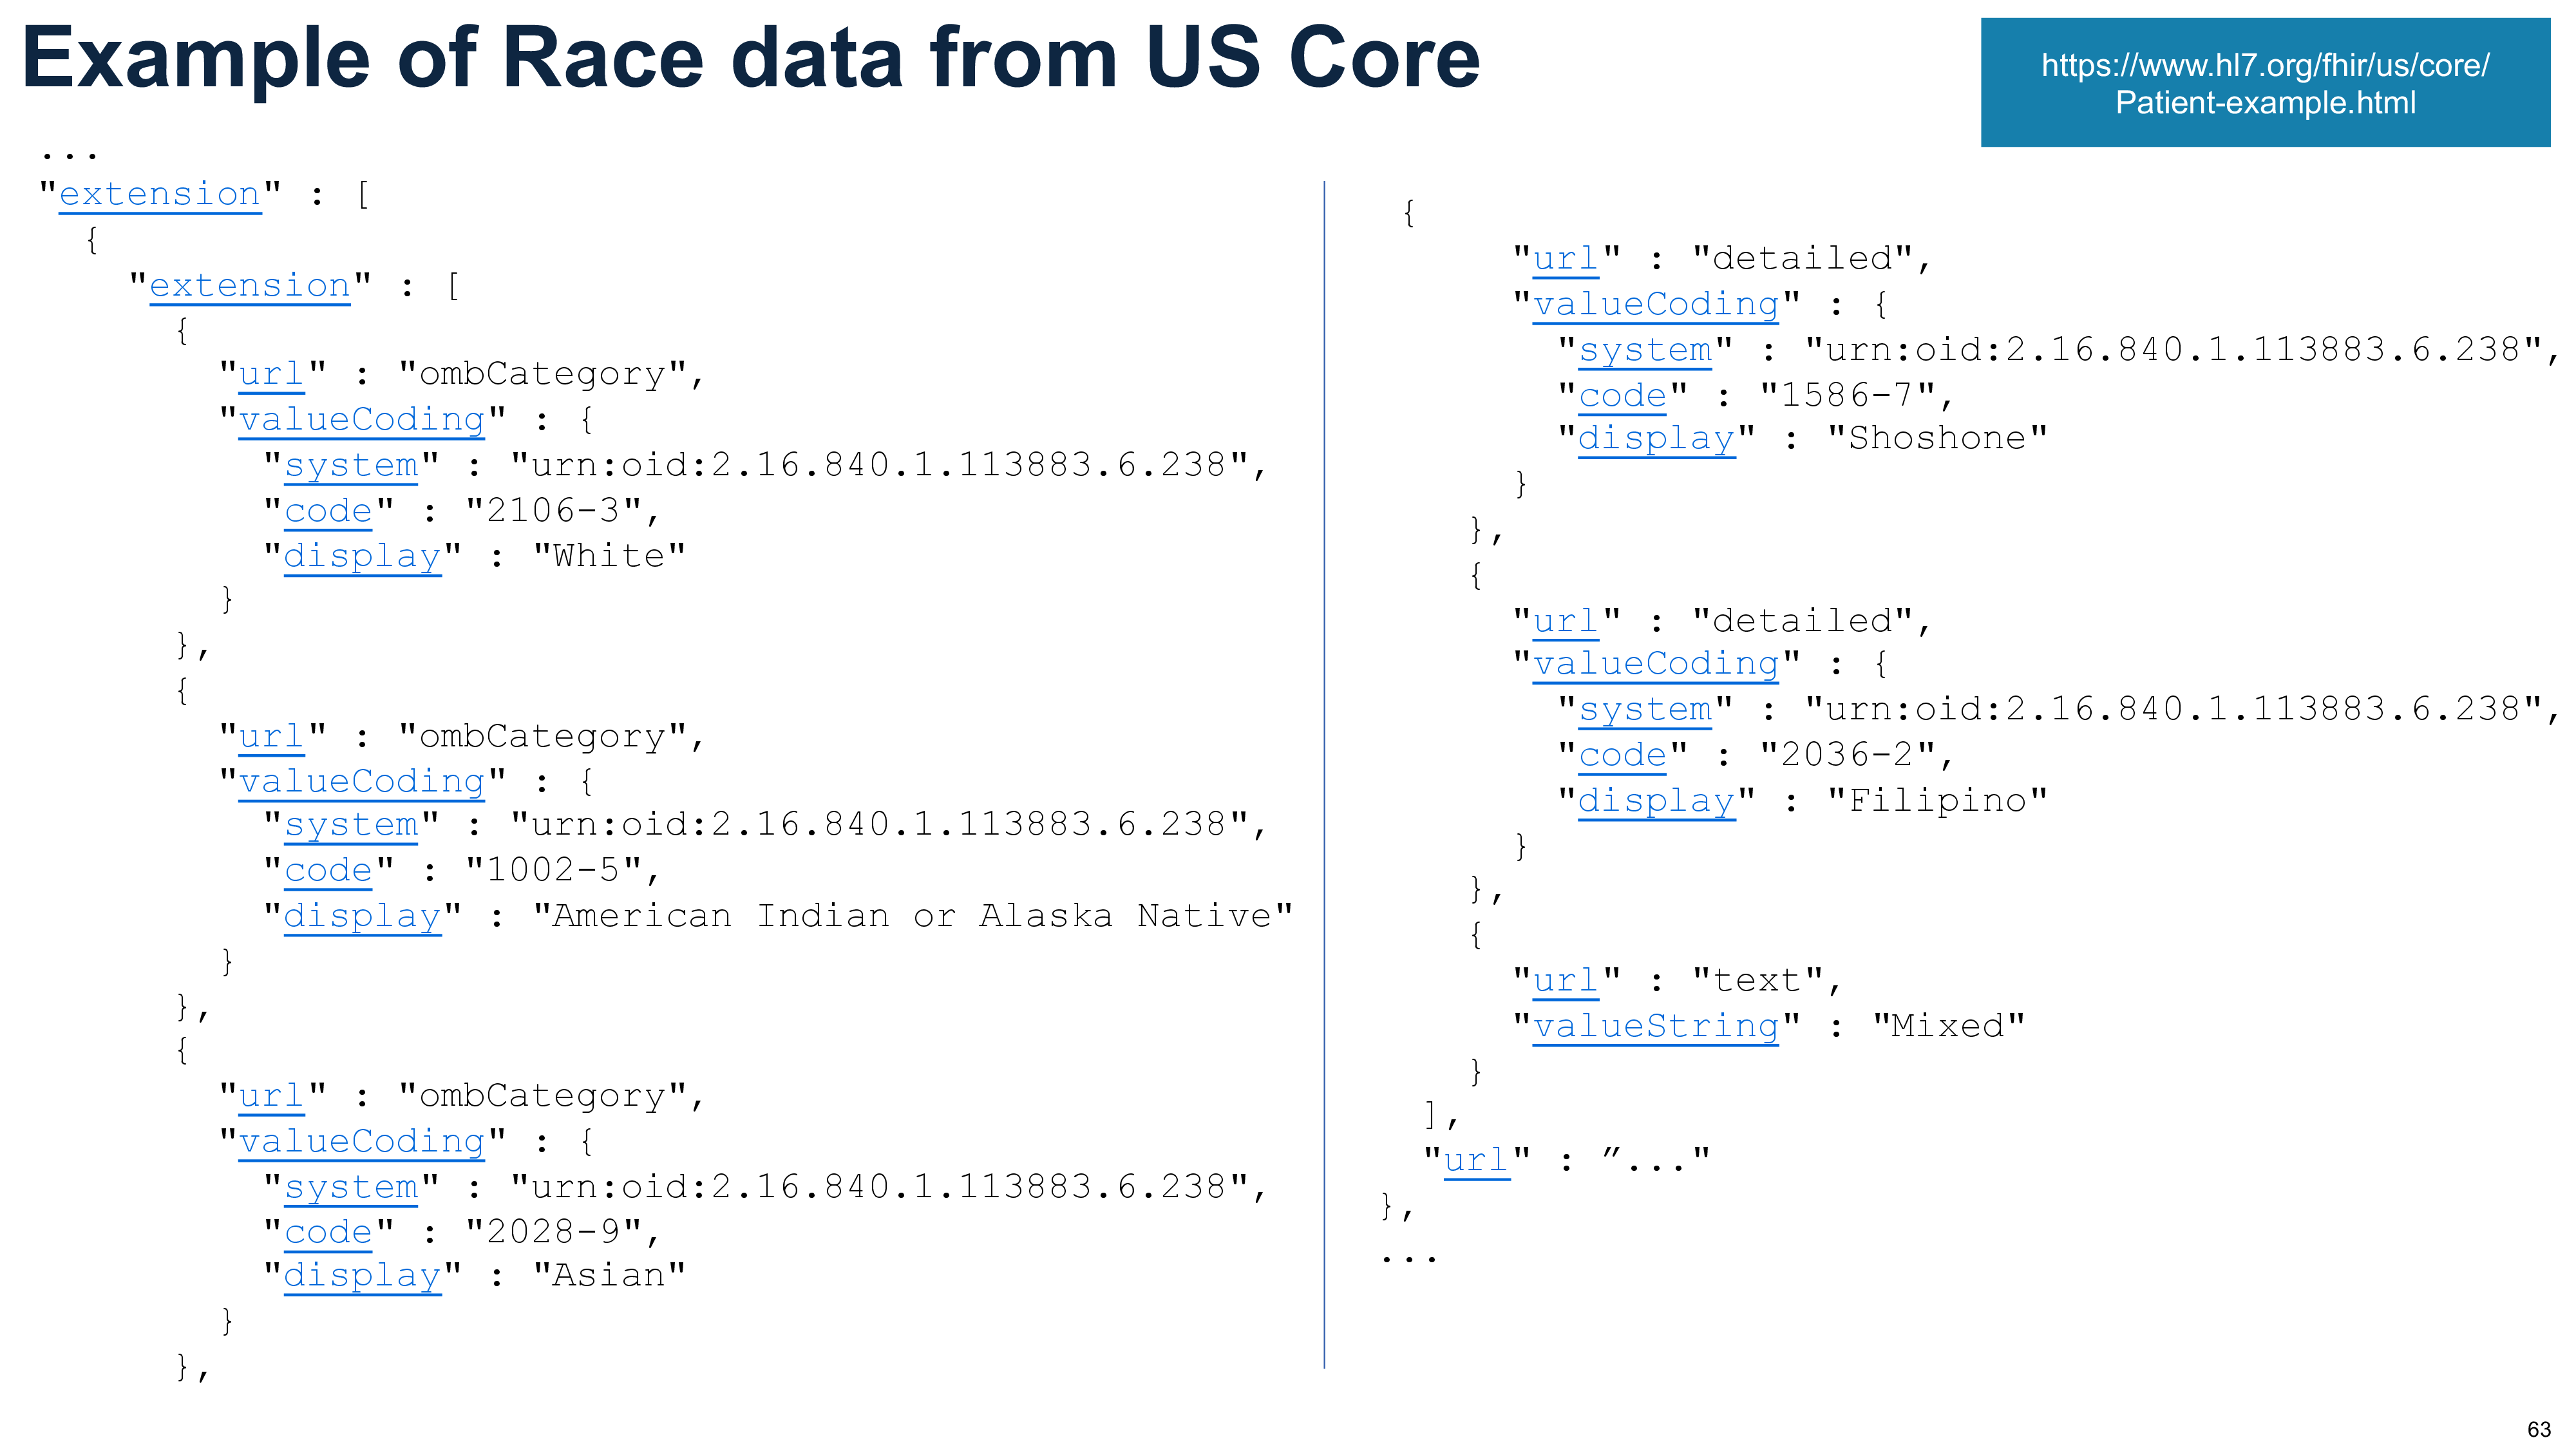 Example of Race data from US Core
https://www.hl7.org/fhir/us/core/
Patient-example.html
...
"extension" : [
{
"extension" : [
{
"url" : "ombCategory",
"valueCoding" : {
"system" : "urn:oid:2.16.840.1.113883.6.238",
"code" : "2106-3",
"display" : "White"
}
},
{
"url" : "ombCategory",
"valueCoding" : {
"system" : "urn:oid:2.16.840.1.113883.6.238",
"code" : "1002-5",
"display" : "American Indian or Alaska Native"
}
},
{
"url" : "ombCategory",
"valueCoding" : {
"system" : "urn:oid:2.16.840.1.113883.6.238",
"code" : "2028-9",
"display" : "Asian"
}
},
{
"url" : "detailed",
"valueCoding" : {
"system" : "urn:oid:2.16.840.1.113883.6.238",
"code" : "1586-7",
"display" : "Shoshone"
}
},
{
"url" : "detailed",
"valueCoding" : {
"system" : "urn:oid:2.16.840.1.113883.6.238",
"code" : "2036-2",
"display" : "Filipino"
}
},
{
"url" : "text",
"valueString" : "Mixed"
}
],
"url" : ”..."
},
...
63